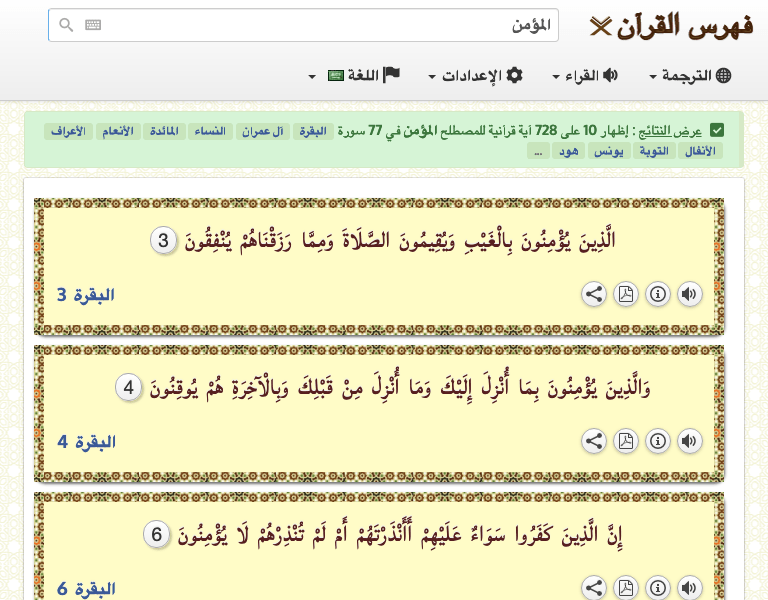 فهرس القرآن
المؤمن
الترجمة القراء الإعدادات اللغة
عرض النتائج : إظهار 10 على 728 آية قرآنية للمصطلح المؤمن في 77 سورة البقرة آل عمران النساء المائدة الأنعام الأعراف
الأنفال التوبة يونس هود ...
الَّذِينَ يُؤْمِنُونَ بِالْغَيْبِ وَيُقِيمُونَ الصَّلَاةَ وَمِمَّا رَزَقْنَاهُمْ يُنْفِقُونَ 3
البقرة 3
وَالَّذِينَ يُؤْمِنُونَ بِمَا أُنْزِلَ إِلَيْكَ وَمَا أُنْزِلَ مِنْ قَبْلِكَ وَبِالْآخِرَةِ هُمْ يُوقِنُونَ 4
البقرة 4
إِنَّ الَّذِينَ كَفَرُوا سَوَاءٌ عَلَيْهِمْ أَأَنْذَرْتَهُمْ أَمْ لَمْ تُنْذِرْهُمْ لَا يُؤْمِنُونَ 6
البقرة 6